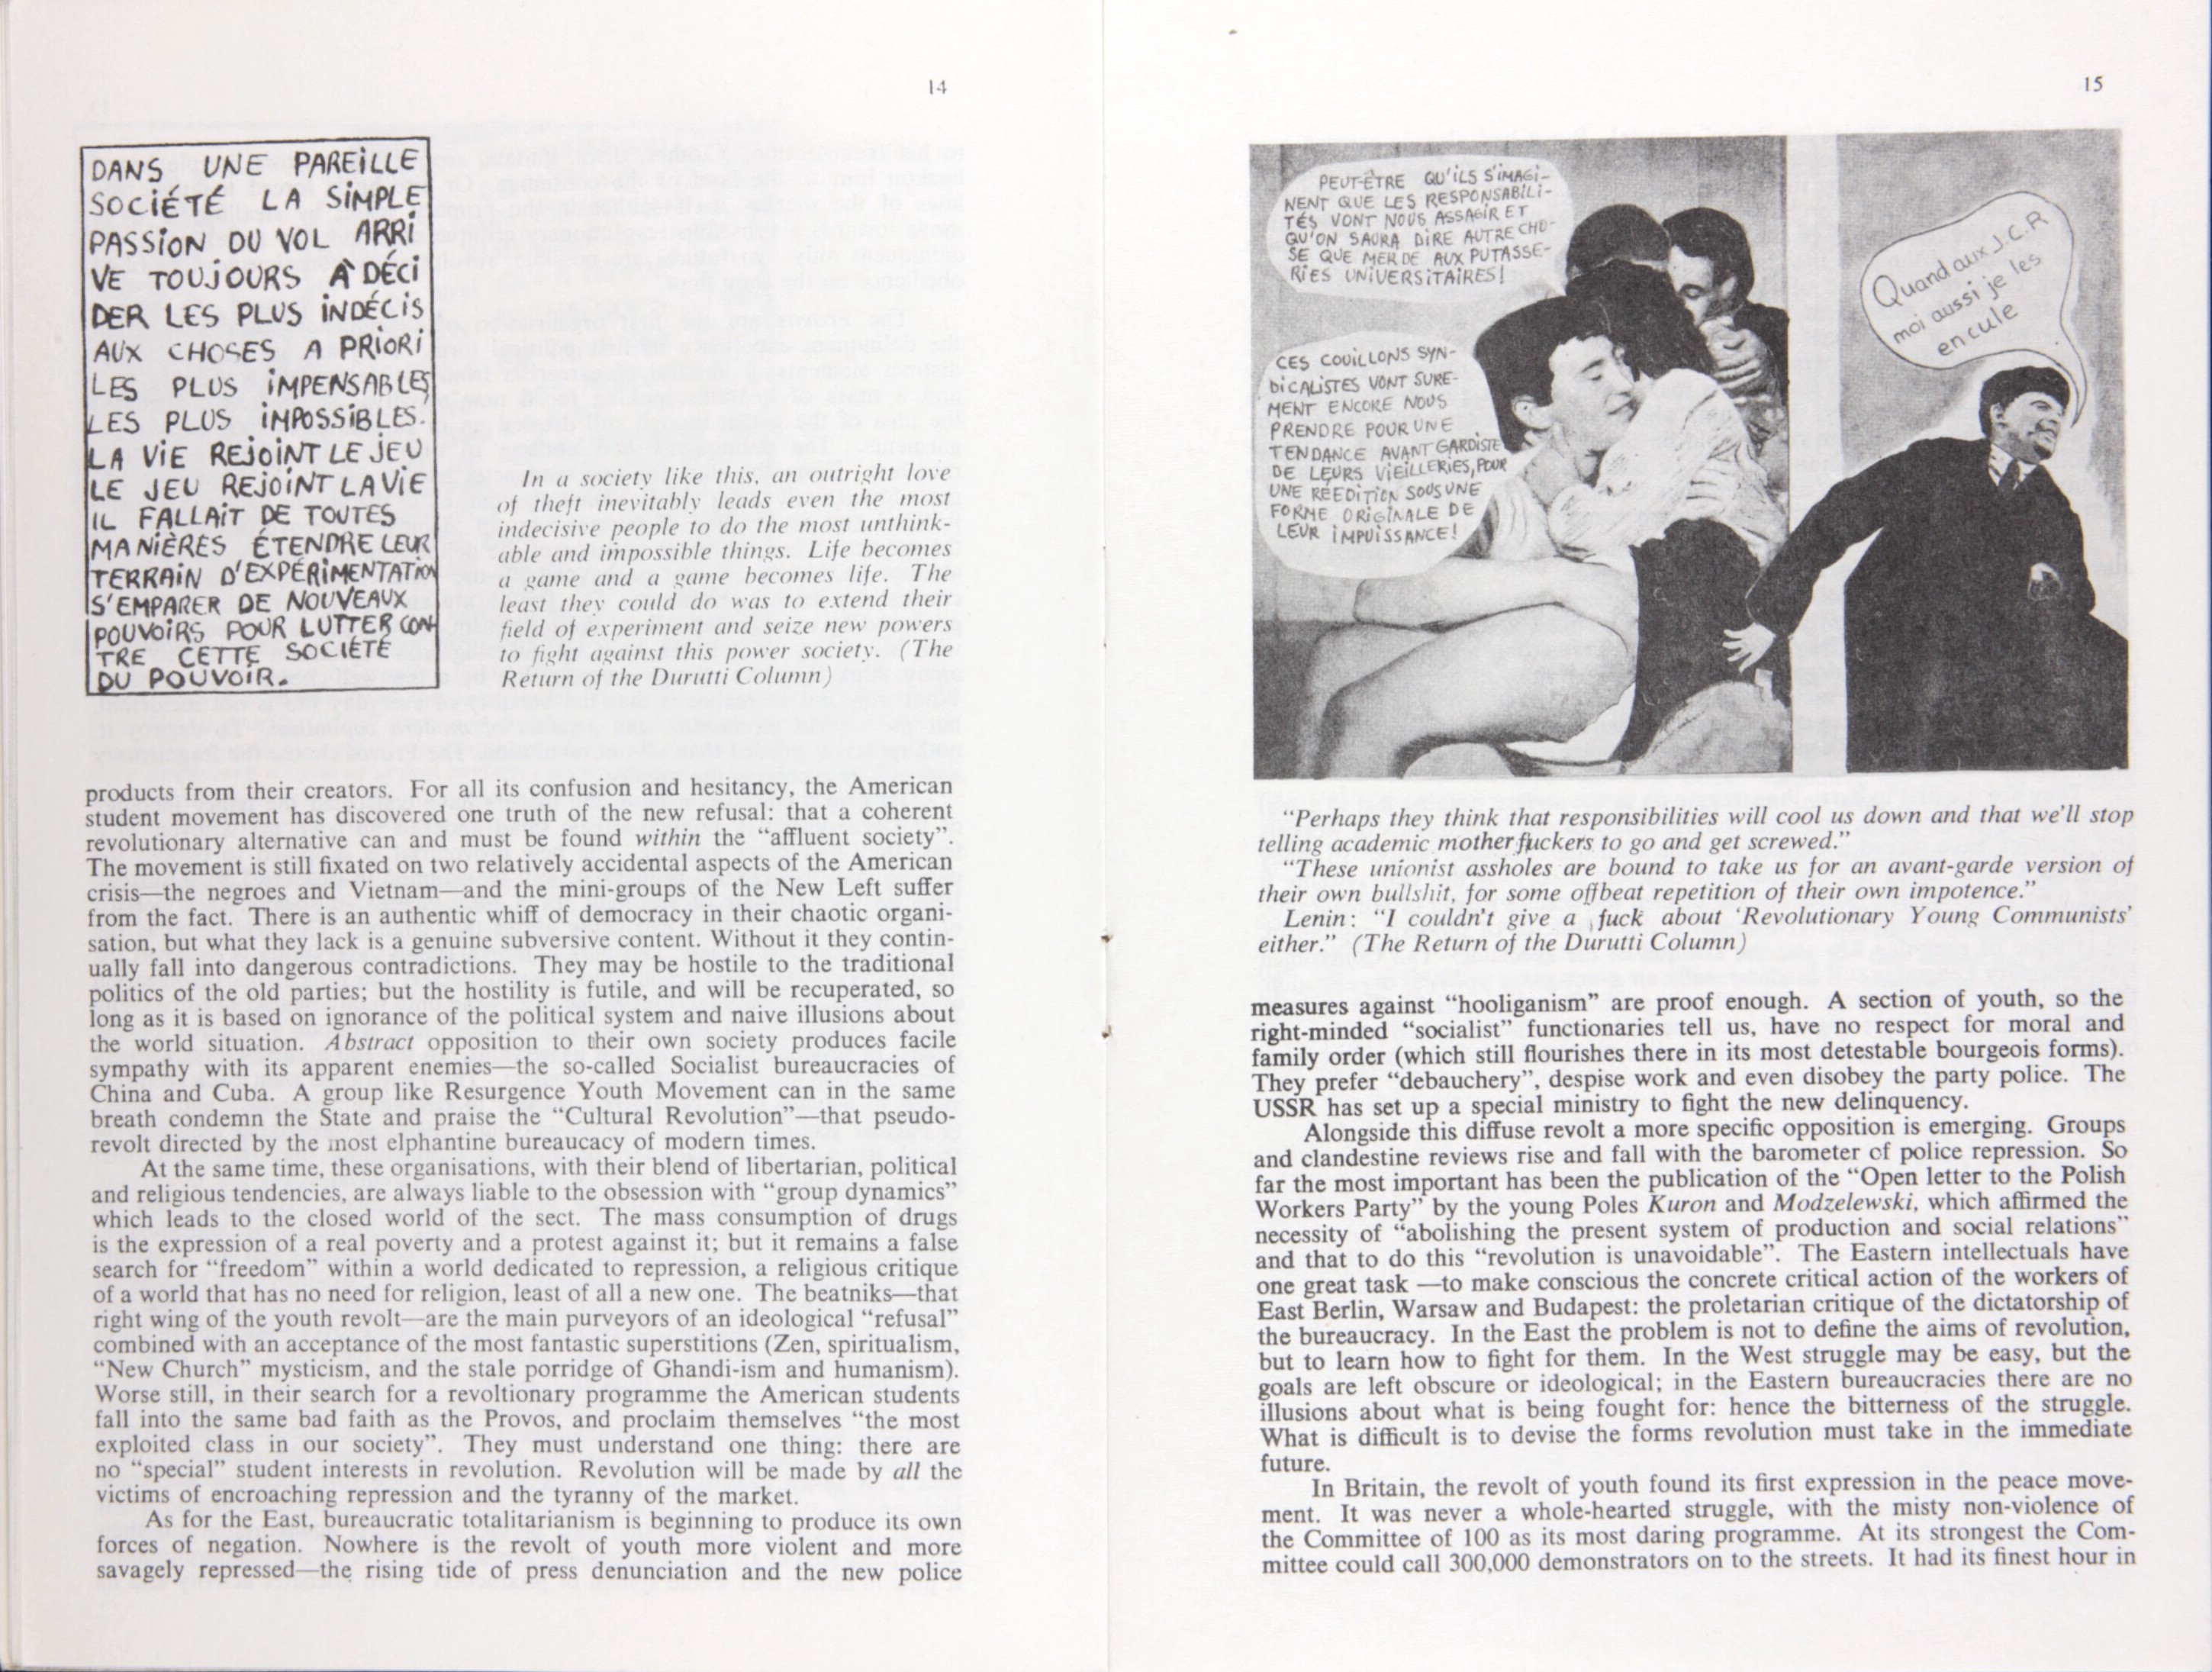 14
DANS UNE PAREILLE
SOCIÉTÉ LA SIMPLE
PASSION DU VOL ARRI
VE TOUJOURS À DÉCI
DER LES PLUS INDÉCIS
AUX CHOSES A PRIORI
LES PLUS IMPENSABLES
LES PLUS IMPOSSIBLES.
LA VIE REJOINT LE JEU
LE JEU REJOINT LA VIE
IL FALLAIT DE TOUTES
MANIÈRES ÉTENDRE LEUR
TERRAIN D'EXPÉRIMENTATION
S'EMPARER DE NOUVEAUX
POUVOIRS POUR LUTTER CON-
TRE CETTE SOCIÉTÉ
DU POUVOIR.
In a society like this, an outright love
of theft inevitably leads even the most
indecisive people to do the most unthink-
able and impossible things. Life becomes
a game and a game becomes life. The
least they could do was to extend their
field of experiment and seize new powers
to fight against this power society. (The
Return of the Durutti Column)
products from their creators. For all its confusion and hesitancy, the American
student movement has discovered one truth of the new refusal: that a coherent
revolutionary alternative can and must be found within the “affluent society”.
The movement is still fixated on two relatively accidental aspects of the American
crisis—the negroes and Vietnam—and the mini-groups of the New Left suffer
from the fact. There is an authentic whiff of democracy in their chaotic organi-
sation, but what they lack is a genuine subversive content. Without it they contin-
ually fall into dangerous contradictions. They may be hostile to the traditional
politics of the old parties; but the hostility is futile, and will be recuperated, so
long as it is based on ignorance of the political system and naive illusions about
the world situation. Abstract opposition to their own society produces facile
sympathy with its apparent enemies—the so-called Socialist bureaucracies of
China and Cuba. A group like Resurgence Youth Movement can in the same
breath condemn the State and praise the “Cultural Revolution”—that pseudo-
revolt directed by the most elphantine bureaucacy of modern times.
At the same time, these organisations, with their blend of libertarian, political
and religious tendencies, are always liable to the obsession with “group dynamics”
which leads to the closed world of the sect. The mass consumption of drugs
is the expression of a real poverty and a protest against it; but it remains a false
search for “freedom” within a world dedicated to repression, a religious critique
of a world that has no need for religion, least of all a new one. The beatniks—that
right wing of the youth revolt—are the main purveyors of an ideological “refusal”
combined with an acceptance of the most fantastic superstitions (Zen, spiritualism,
“New Church” mysticism, and the stale porridge of Ghandi-ism and humanism).
Worse still, in their search for a revoltionary programme the American students
fall into the same bad faith as the Provos, and proclaim themselves “the most
exploited class in our society”. They must understand one thing: there are
no “special” student interests in revolution. Revolution will be made by all the
victims of encroaching repression and the tyranny of the market.
As for the East, bureaucratic totalitarianism is beginning to produce its own
forces of negation. Nowhere is the revolt of youth more violent and more
savagely repressed—the rising tide of press denunciation and the new police
15
PEUT-ÊTRE QU'ILS S'IMAGI-
NENT QUE LES RESPONSABILI-
TÉS VONT NOUS ASSAGIR ET
QU'ON SAURA DIRE AUTRE CHO-
SE QUE MERDE AUX PUTASSE-
RIES UNIVERSITAIRES!
CES COUILLONS SYN-
DICALISTES VONT SURE-
MENT ENCORE NOUS
PRENDRE POUR UNE
TENDANCE AVANT GARDISTE
DE LEURS VIEILLERIES, POUR
UNE RÉÉDITION SOUS UNE
FORME ORIGINALE DE
LEUR IMPUISSANCE!
Quand aux J.C.R
moi aussi je les
encule
“Perhaps they think that responsibilities will cool us down and that we'll stop
telling academic motherfuckers to go and get screwed.”
“These unionist assholes are bound to take us for an avant-garde version of
their own bullshit, for some offbeat repetition of their own impotence.”
Lenin: “I couldn't give a fuck about ‘Revolutionary Young Communists’
either.” (The Return of the Durutti Column)
measures against “hooliganism” are proof enough. A section of youth, so the
right-minded “socialist” functionaries tell us, have no respect for moral and
family order (which still flourishes there in its most detestable bourgeois forms).
They prefer “debauchery”, despise work and even disobey the party police. The
USSR has set up a special ministry to fight the new delinquency.
Alongside this diffuse revolt a more specific opposition is emerging. Groups
and clandestine reviews rise and fall with the barometer of police repression. So
far the most important has been the publication of the “Open letter to the Polish
Workers Party” by the young Poles Kuron and Modzelewski, which affirmed the
necessity of “abolishing the present system of production and social relations”
and that to do this “revolution is unavoidable”. The Eastern intellectuals have
one great task —to make conscious the concrete critical action of the workers of
East Berlin, Warsaw and Budapest: the proletarian critique of the dictatorship of
the bureaucracy. In the East the problem is not to define the aims of revolution,
but to learn how to fight for them. In the West struggle may be easy, but the
goals are left obscure or ideological; in the Eastern bureaucracies there are no
illusions about what is being fought for: hence the bitterness of the struggle.
What is difficult is to devise the forms revolution must take in the immediate
future.
In Britain, the revolt of youth found its first expression in the peace move-
ment. It was never a whole-hearted struggle, with the misty non-violence of
the Committee of 100 as its most daring programme. At its strongest the Com-
mittee could call 300,000 demonstrators on to the streets. It had its finest hour in